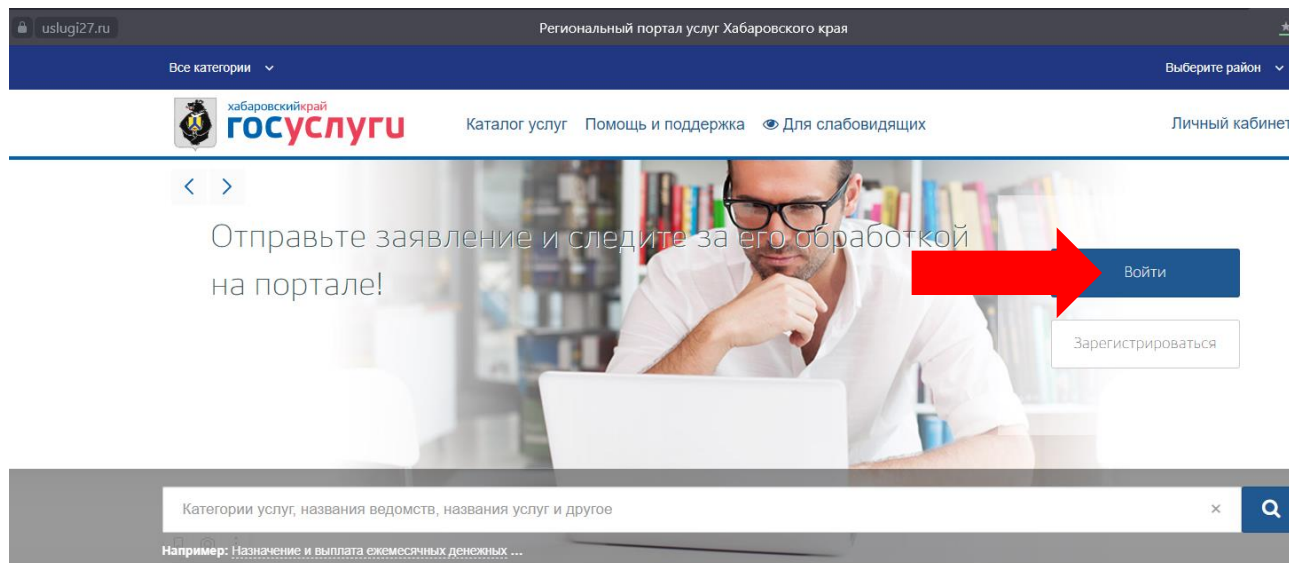 uslugi27.ru
Региональный портал услуг Хабаровского края
Все категории
Выберите район
хабаровскийкрай
госуслуги
Каталог услуг Помощь и поддержка Для слабовидящих
Личный кабинет
Отправьте заявление и следите за его обработкой
на портале!
Войти
Зарегистрироваться
Категории услуг, названия ведомств, названия услуг и другое
Например: Назначение и выплата ежемесячных денежных ...